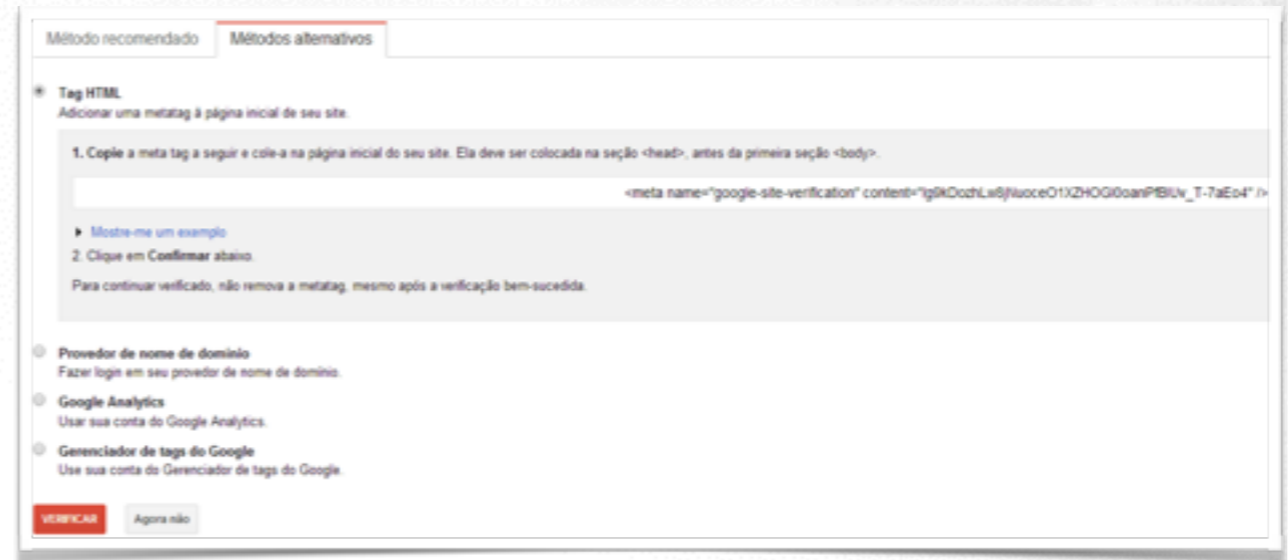 Método recomendado Métodos alternativos
Tag HTML
Adicionar uma metatag à página inicial de seu site.
1. Copie a meta tag a seguir e cole-a na página inicial do seu site. Ela deve ser colocada na seção <head>, antes da primeira seção <body>.
<meta name="google-site-verification" content=
Mostre-me um exemplo
2. Clique em Confirmar abaixo.
Para continuar verificado, não remova a metatag, mesmo após a verificação bem-sucedida.
Provedor de nome de domínio
Fazer login em seu provedor de nome de domínio.
Google Analytics
Usar sua conta do Google Analytics.
Gerenciador de tags do Google
Use sua conta do Gerenciador de tags do Google.
VERIFICAR Agora não